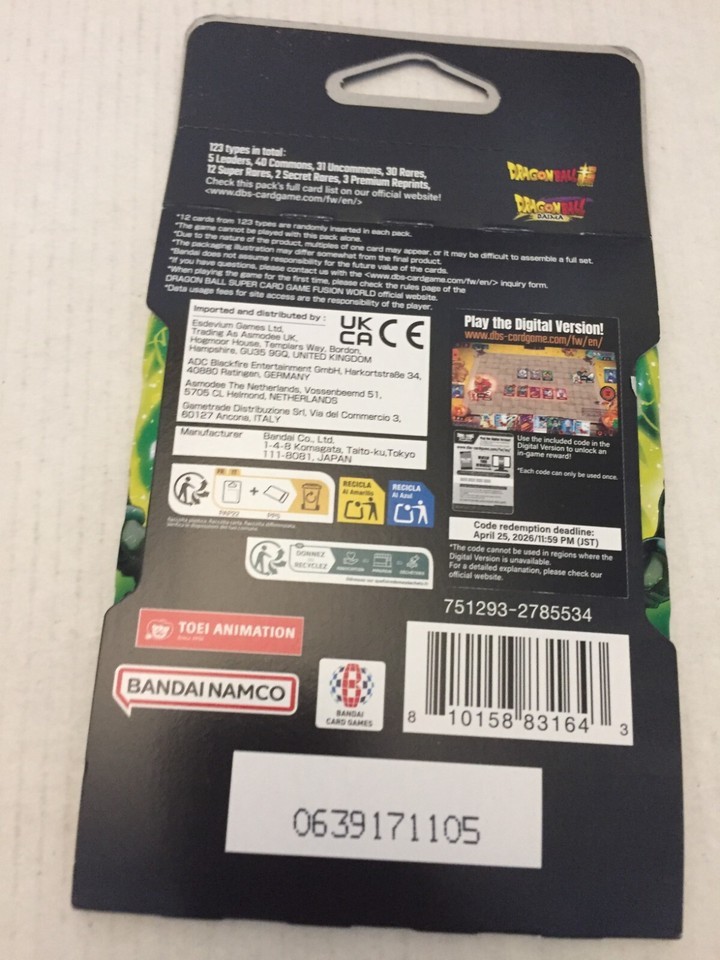 123 types in total:
5 Leaders, 40 Commons, 31 Uncommons, 30 Rares,
12 Super Rares, 2 Secret Rares, 3 Premium Reprints,
Check this pack's full card list on our official website!
<www.dbs-cardgame.com/fw/en/>
DRAGONBALL
DRAGONBALL
DAIMA
*12 cards from 123 types are randomly inserted in each pack.
*The game cannot be played with this pack alone.
*Due to the nature of the product, multiples of one card may appear, or it may be difficult to assemble a full set.
*The packaging illustration may differ somewhat from the final product.
*Bandai does not assume responsibility for the future value of the cards.
*If you have questions, please contact us with the <www.dbs-cardgame.com/fw/en/> inquiry form.
*When playing the game for the first time, please check the rules page of the
DRAGON BALL SUPER CARD GAME FUSION WORLD official website.
*Data usage fees for site access are the responsibility of the player.
Imported and distributed by :
Esdevium Games Ltd,
Trading As Asmodee UK,
Hogmoor House, Templars Way, Bordon,
Hampshire, GU35 9GQ, UNITED KINGDOM
UK
CA
CE
ADC Blackfire Entertainment GmbH, Harkortstraße 34,
40880 Ratingen, GERMANY
Asmodee The Netherlands, Vossenbeemd 51,
5705 CL Helmond, NETHERLANDS
Gametrade Distribuzione Srl, Via del Commercio 3,
60127 Ancona, ITALY
Manufacturer
Bandai Co., Ltd.
1-4-8 Komagata, Taito-ku,Tokyo
111-8081, JAPAN
Play the Digital Version!
www.dbs-cardgame.com/fw/en/
Use the included code in the
Digital Version to unlock an
in-game reward!
*Each code can only be used once.
Code redemption deadline:
April 25, 2026/11:59 PM (JST)
*The code cannot be used in regions where the
Digital Version is unavailable.
For a detailed explanation, please check our
official website.
+
PAP22
PP5
RECICLA
Al Amarillo
RECICLA
Al Azul
DONNEZ
RECYCLEZ
751293-2785534
TOEI ANIMATION
BANDAI NAMCO
B
BANDAI
CARD GAMES
8 10158 83164 3
0639171105